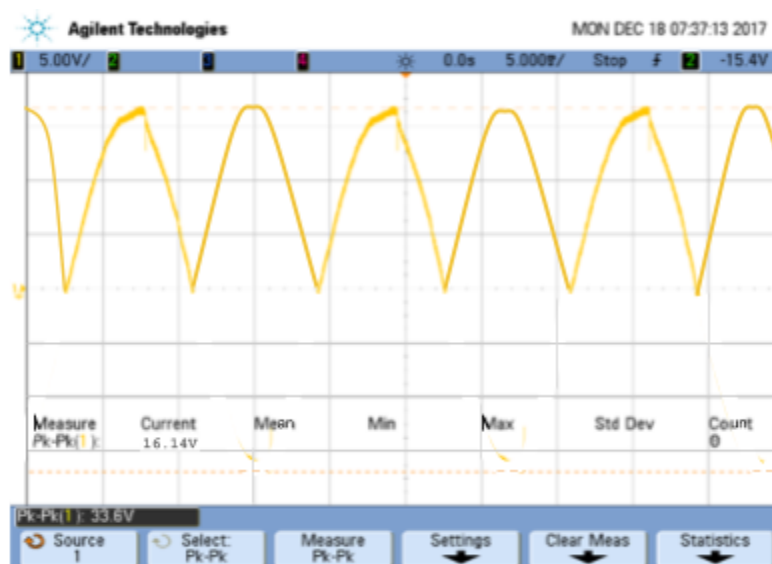 Agilent Technologies MON DEC 18 07:37:13 2017
1 5.00V/ 2 3 4 0.0s 5.000%/ Stop 2 -15.4V
Measure Current Mean Min Max Std Dev Count
Pk-Pk(1): 16.14V 0
Pk-Pk(1): 33.6V
Source Select: Measure Settings Clear Meas Statistics
1 Pk-Pk Pk-Pk